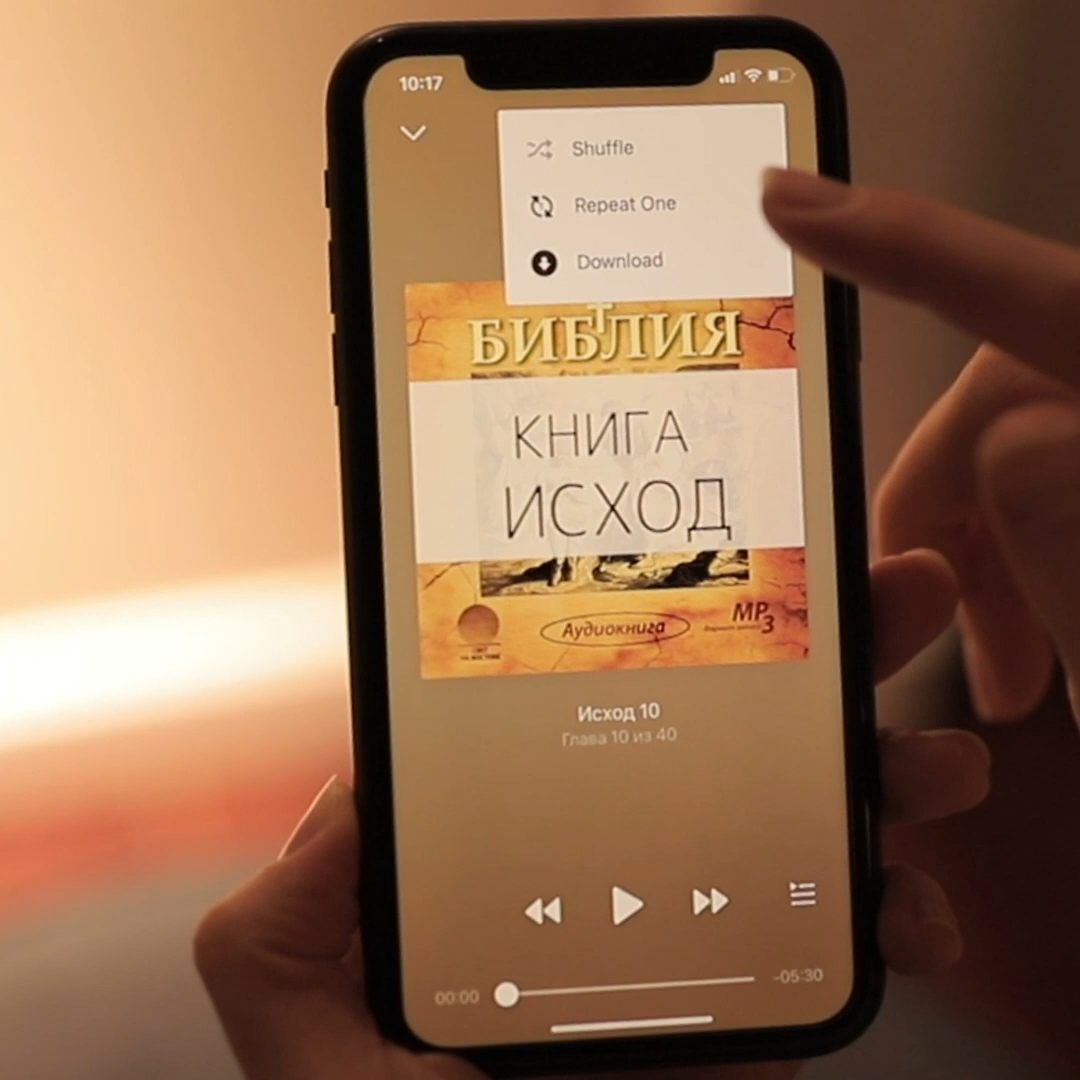 10:17
Shuffle
Repeat One
Download
БИБЛИЯ
КНИГА
ИСХОД
Аудиокнига
MP3
Исход 10
Глава 10 из 40
00:00
-05:30